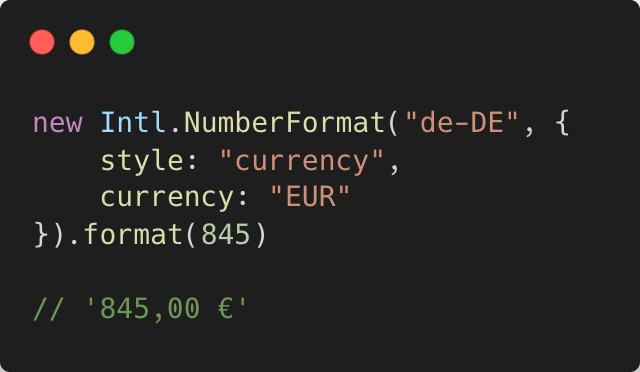 new Intl.NumberFormat("de-DE", {
    style: "currency",
    currency: "EUR"
}).format(845)

// '845,00 €'